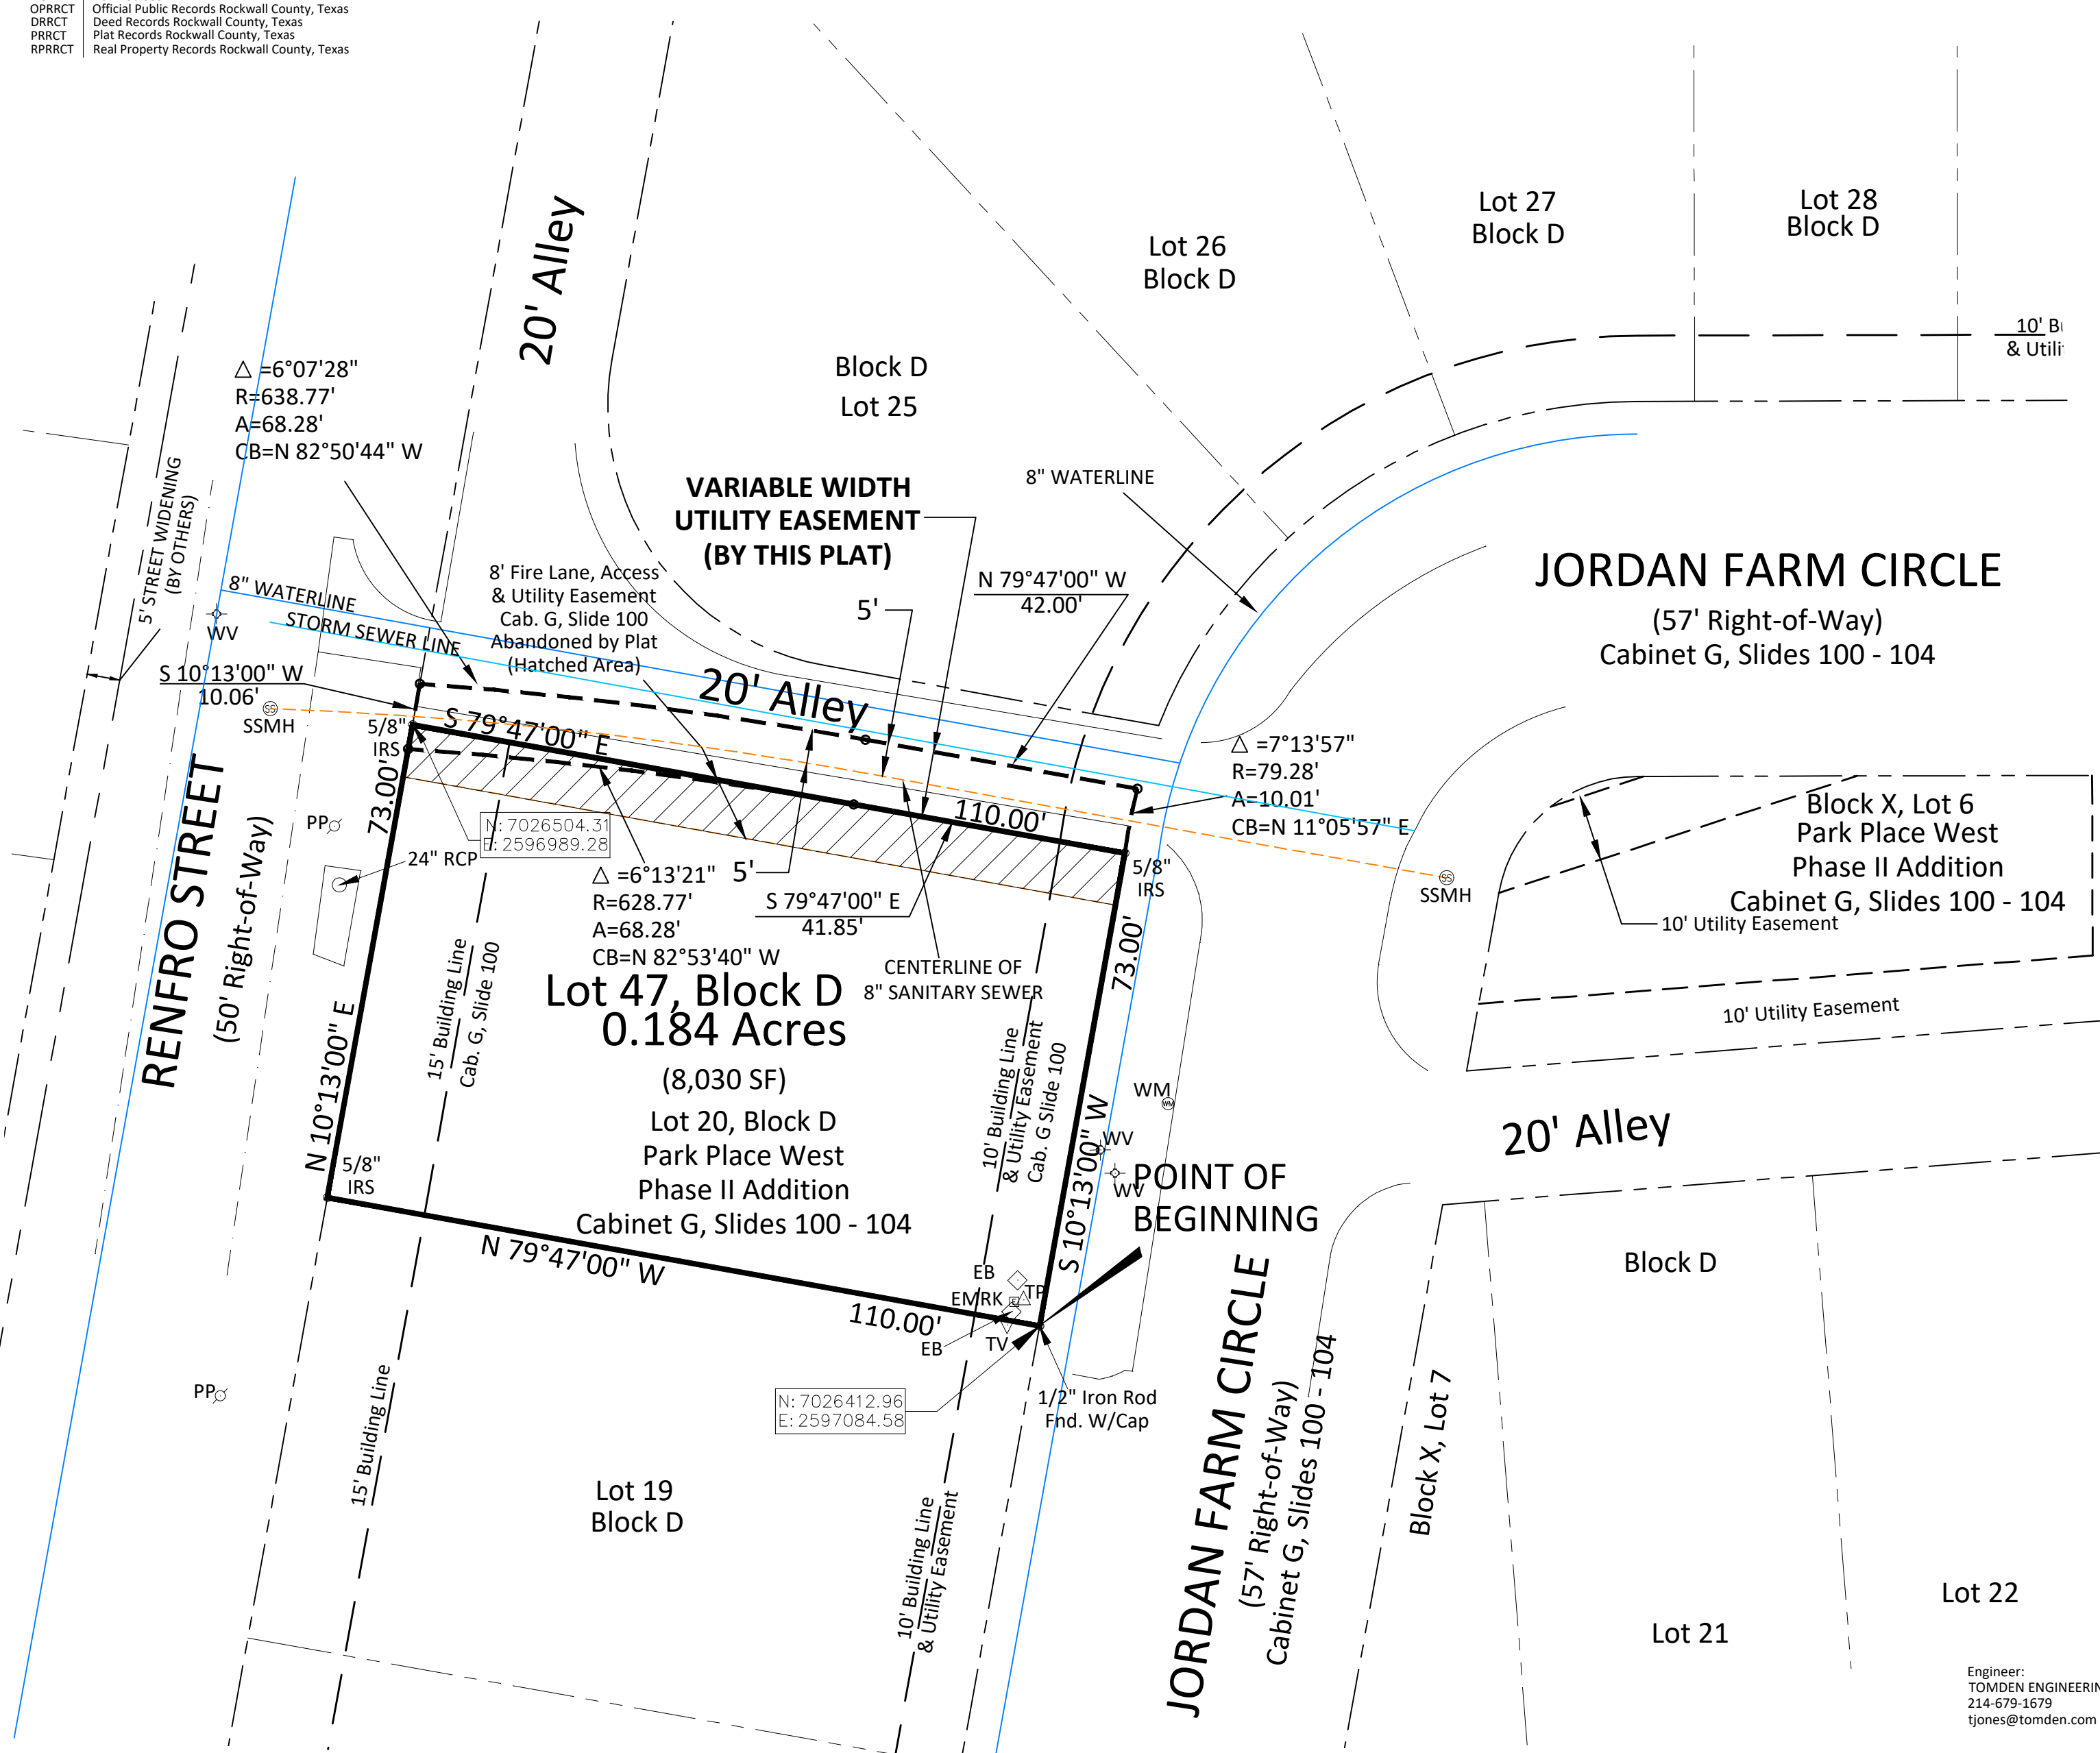 OPRRCT Official Public Records Rockwall County, Texas
DRRCT Deed Records Rockwall County, Texas
PRRCT Plat Records Rockwall County, Texas
RPRRCT Real Property Records Rockwall County, Texas
20' Alley
Lot 26
Block D
Lot 27
Block D
Lot 28
Block D
10' B
& Utili
Block D
Lot 25
△ =6°07'28"
R=638.77'
A=68.28'
CB=N 82°50'44" W
5' STREET WIDENING
(BY OTHERS)
VARIABLE WIDTH
UTILITY EASEMENT
(BY THIS PLAT)
8" WATERLINE
8' Fire Lane, Access
& Utility Easement
Cab. G, Slide 100
Abandoned by Plat
(Hatched Area)
5'
N 79°47'00" W
42.00'
JORDAN FARM CIRCLE
(57' Right-of-Way)
Cabinet G, Slides 100 - 104
8" WATERLINE
STORM SEWER LINE
WV
S 10°13'00" W
10.06'
SSMH
5/8"
IRS
S 79°47'00" E
110.00'
20' Alley
△ =7°13'57"
R=79.28'
A=10.01'
CB=N 11°05'57" E
5/8"
IRS
SSMH
Block X, Lot 6
Park Place West
Phase II Addition
Cabinet G, Slides 100 - 104
10' Utility Easement
10' Utility Easement
RENFRO STREET
(50' Right-of-Way)
PP
24" RCP
73.00'
N 10°13'00" E
N: 7026504.31
E: 2596989.28
△ =6°13'21"
R=628.77'
A=68.28'
CB=N 82°53'40" W
5'
S 79°47'00" E
41.85'
CENTERLINE OF
8" SANITARY SEWER
15' Building Line
Cab. G, Slide 100
Lot 47, Block D
0.184 Acres
(8,030 SF)
Lot 20, Block D
Park Place West
Phase II Addition
Cabinet G, Slides 100 - 104
10' Building Line
& Utility Easement
Cab. G Slide 100
73.00'
S 10°13'00" W
WM
WV
WV
POINT OF
BEGINNING
20' Alley
5/8"
IRS
N 79°47'00" W
110.00'
EB
EMRK
TP
EB
TV
N: 7026412.96
E: 2597084.58
1/2" Iron Rod
Fnd. W/Cap
PP
15' Building Line
Lot 19
Block D
10' Building Line
& Utility Easement
JORDAN FARM CIRCLE
(57' Right-of-Way)
Cabinet G, Slides 100 - 104
Block X, Lot 7
Block D
Lot 21
Lot 22
Engineer:
TOMDEN ENGINEERIN
214-679-1679
tjones@tomden.com